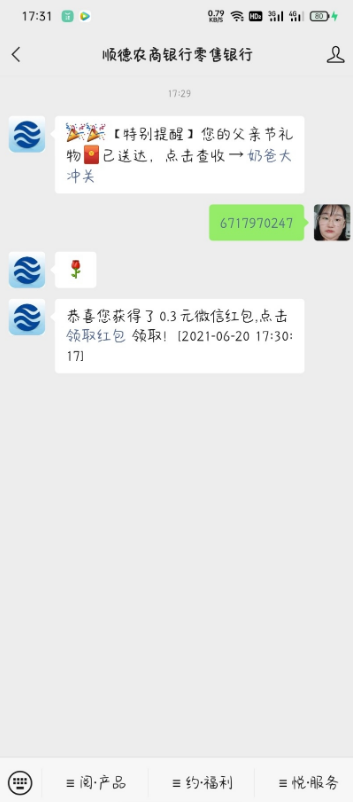 17:31 0.79 KB/S HD 3G 4G 80
顺德农商银行零售银行
17:29
【特别提醒】您的父亲节礼
物已送达，点击查收→奶爸大
冲关
6717970247
恭喜您获得了0.3元微信红包,点击
领取红包 领取! [2021-06-20 17:30:
17]
阅·产品 约·福利 悦·服务